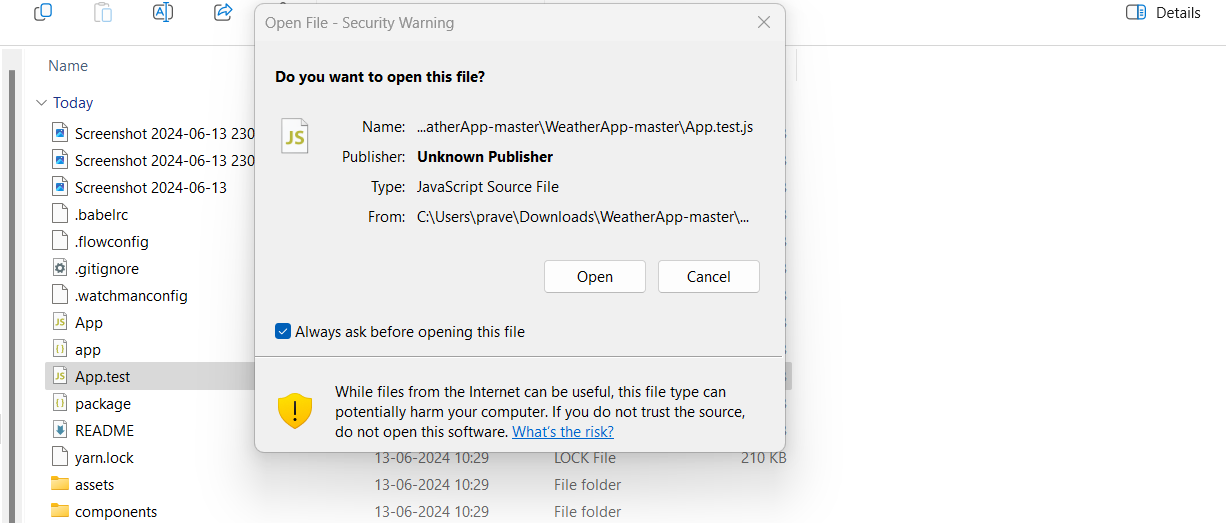 Details
Open File - Security Warning
Do you want to open this file?
JS
Name: ...atherApp-master\WeatherApp-master\App.test.js
Publisher: Unknown Publisher
Type: JavaScript Source File
From: C:\Users\prave\Downloads\WeatherApp-master\...
Open Cancel
Always ask before opening this file
While files from the Internet can be useful, this file type can
potentially harm your computer. If you do not trust the source,
do not open this software. What's the risk?
Name
Today
Screenshot 2024-06-13 230
Screenshot 2024-06-13 230
Screenshot 2024-06-13
.babelrc
.flowconfig
.gitignore
.watchmanconfig
JS App
{} app
JS App.test
{} package
README
yarn.lock 13-06-2024 10:29 LOCK File 210 KB
assets 13-06-2024 10:29 File folder
components 13-06-2024 10:29 File folder